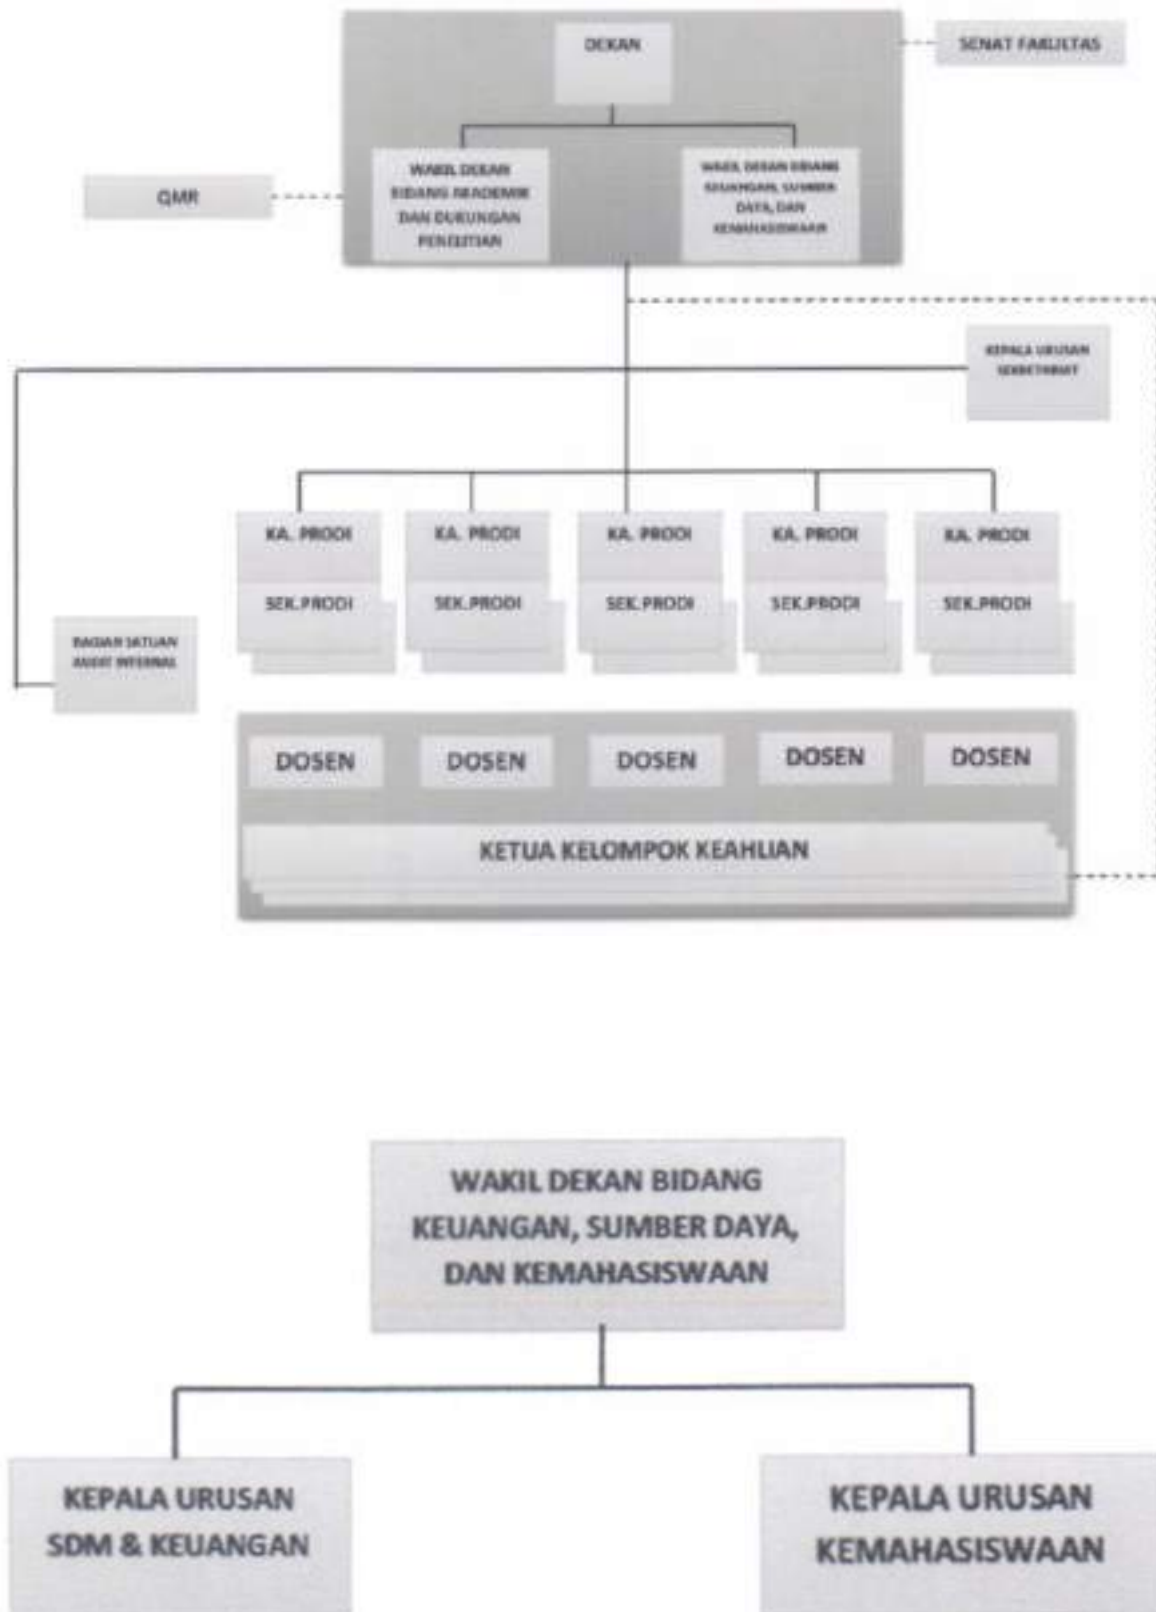 DEKAN
SENAT FAKULTAS
WAKIL DEKAN
BIDANG AKADEMIK
DAN DUKUNGAN
PENELITIAN
WAKIL DEKAN BIDANG
KEUANGAN, SUMBER
DAYA, DAN
KEMAHASISWAAN
QMR
KEPALA URUSAN
SEKRETARIAT
KA. PRODI
KA. PRODI
KA. PRODI
KA. PRODI
KA. PRODI
SEK.PRODI
SEK.PRODI
SEK.PRODI
SEK.PRODI
SEK.PRODI
BAGIAN SATUAN
AUDIT INTERNAL
DOSEN
DOSEN
DOSEN
DOSEN
DOSEN
KETUA KELOMPOK KEAHLIAN
WAKIL DEKAN BIDANG
KEUANGAN, SUMBER DAYA,
DAN KEMAHASISWAAN
KEPALA URUSAN
SDM & KEUANGAN
KEPALA URUSAN
KEMAHASISWAAN